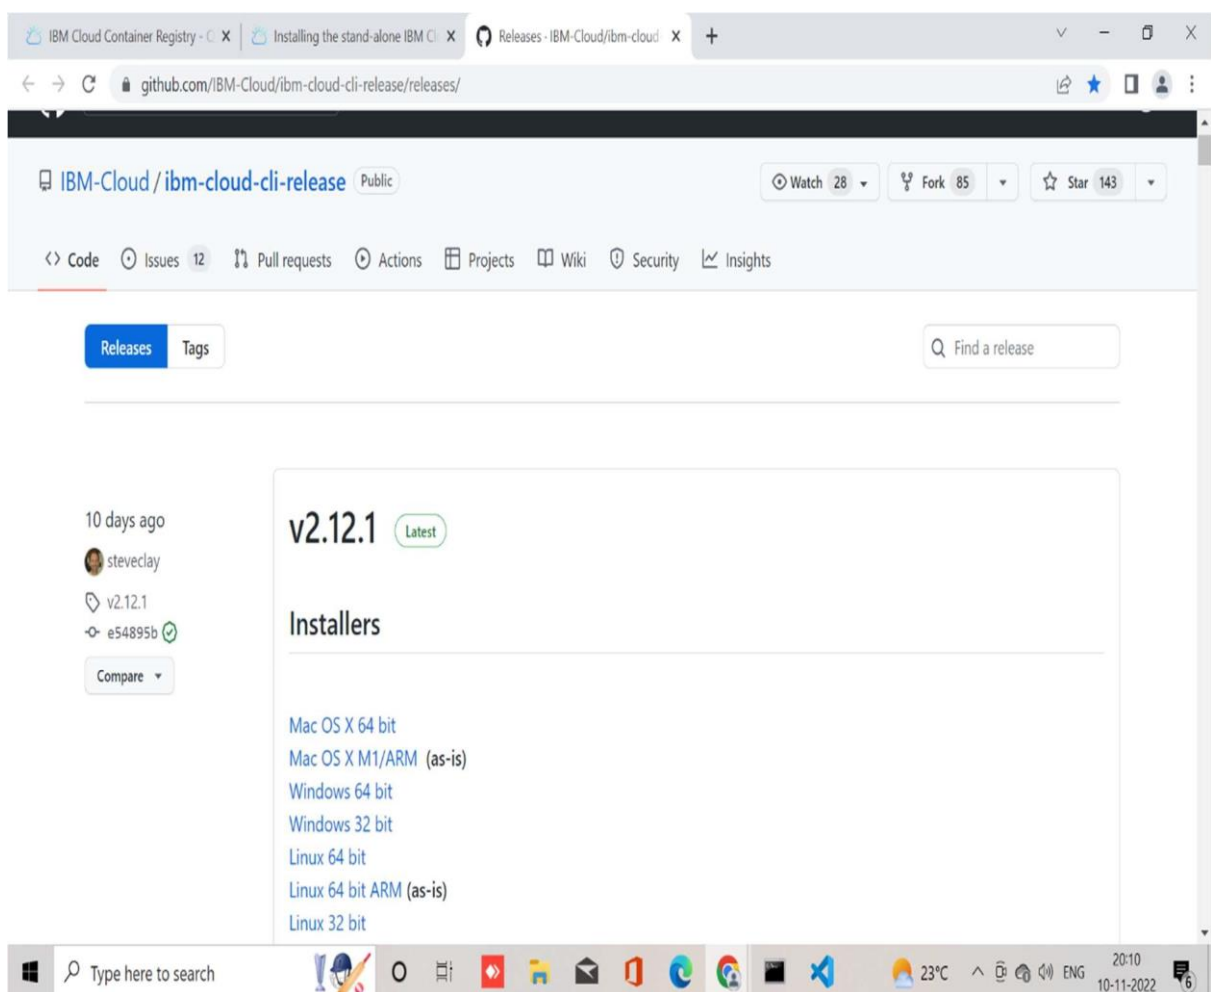 IBM Cloud Container Registry - C
Installing the stand-alone IBM Cl
Releases · IBM-Cloud/ibm-cloud
github.com/IBM-Cloud/ibm-cloud-cli-release/releases/
IBM-Cloud / ibm-cloud-cli-release Public
Watch 28
Fork 85
Star 143
Code
Issues 12
Pull requests
Actions
Projects
Wiki
Security
Insights
Releases
Tags
Find a release
10 days ago
steveclay
v2.12.1
e54895b
Compare
v2.12.1 Latest
Installers
Mac OS X 64 bit
Mac OS X M1/ARM (as-is)
Windows 64 bit
Windows 32 bit
Linux 64 bit
Linux 64 bit ARM (as-is)
Linux 32 bit
Type here to search
23°C
ENG
20:10
10-11-2022
6